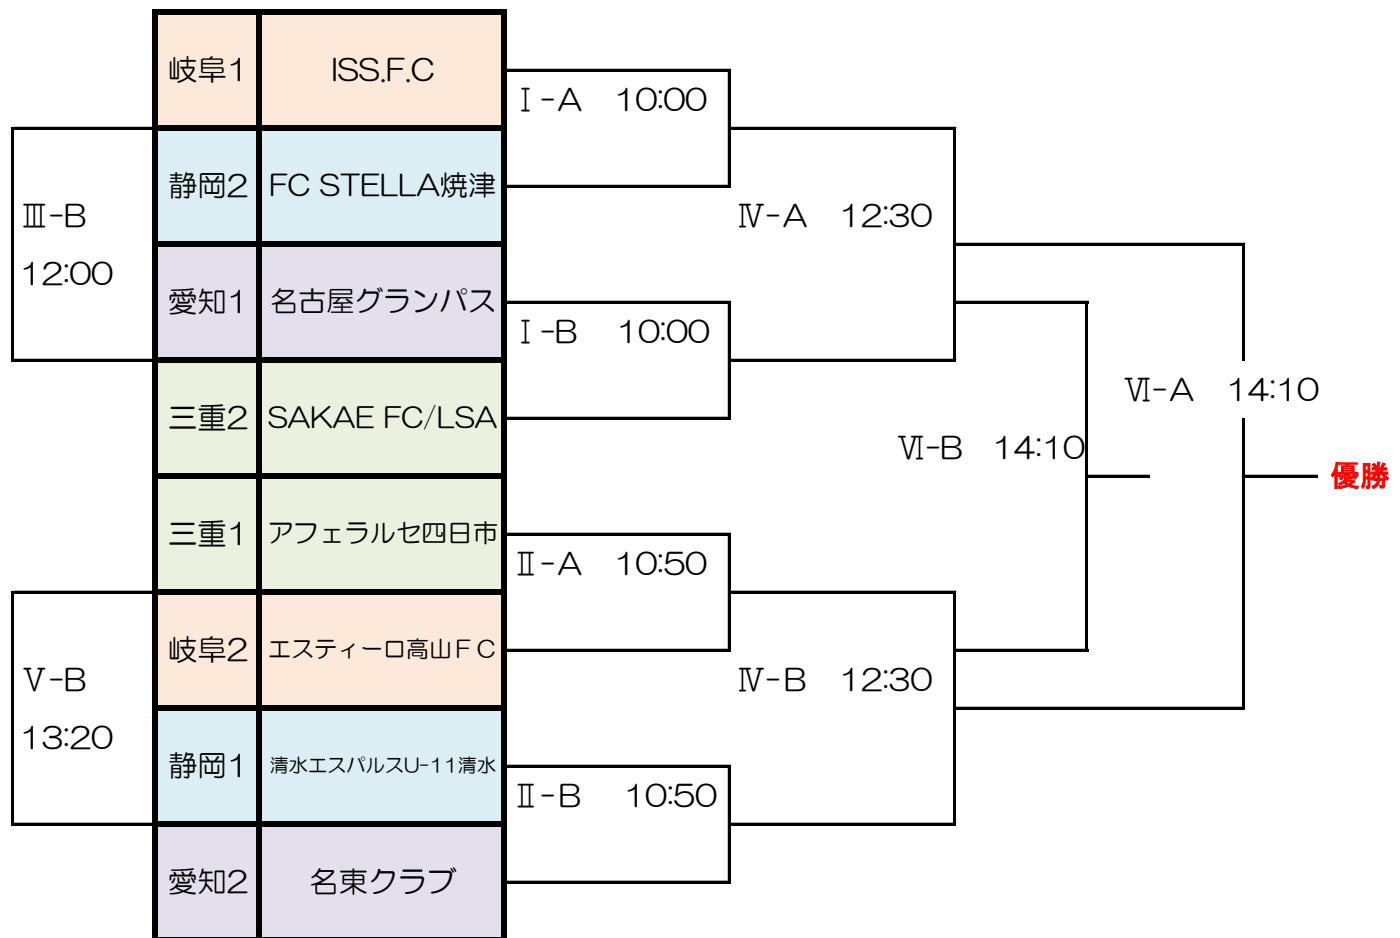 岐阜1 ISS.F.C
Ⅰ-A 10:00
静岡2 FC STELLA焼津
Ⅲ-B
12:00
Ⅳ-A 12:30
愛知1 名古屋グランパス
Ⅰ-B 10:00
三重2 SAKAE FC/LSA
Ⅵ-A 14:10
Ⅵ-B 14:10
優勝
三重1 アフェラルセ四日市
Ⅱ-A 10:50
岐阜2 エスティーロ高山ＦＣ
Ⅴ-B
13:20
Ⅳ-B 12:30
静岡1 清水エスパルスU-11清水
Ⅱ-B 10:50
愛知2 名東クラブ